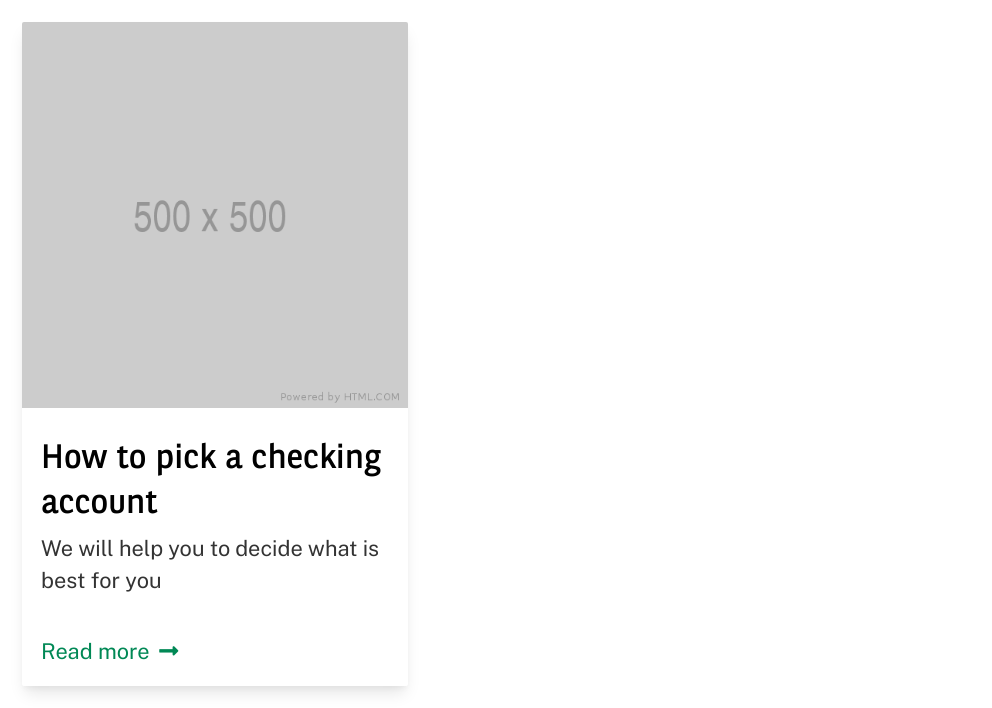 500 x 500
Powered by HTML.COM
How to pick a checking
account
We will help you to decide what is
best for you
Read more